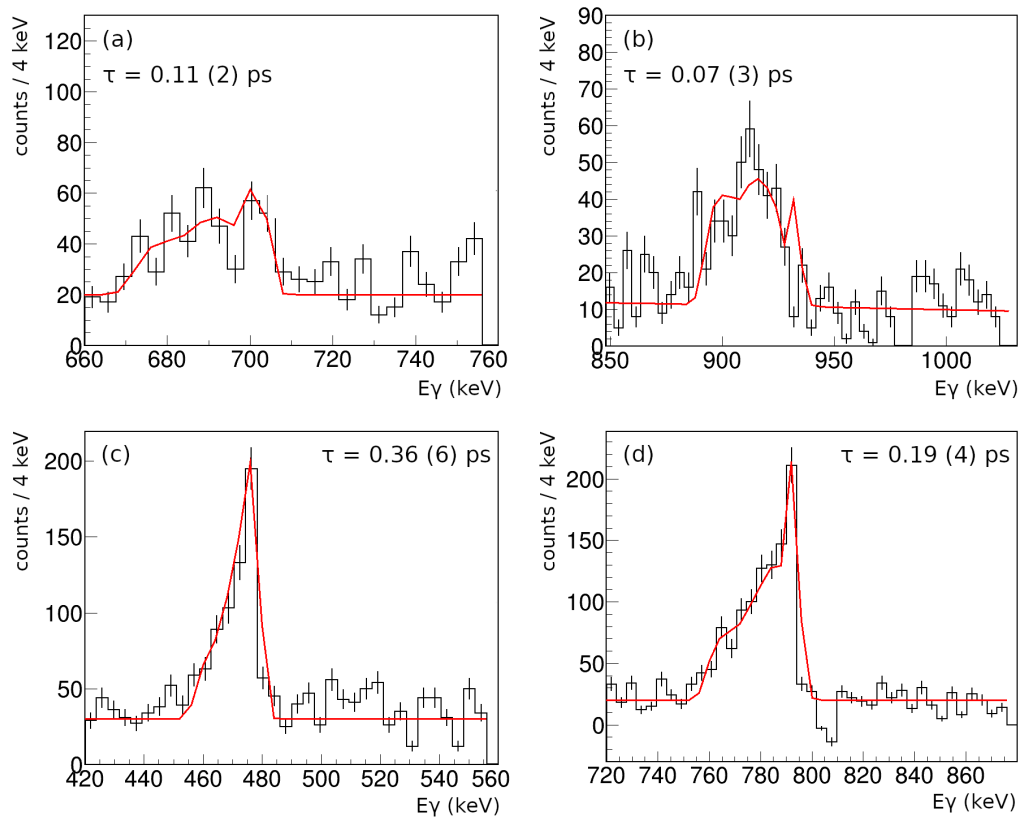 (a)
τ = 0.11 (2) ps
counts / 4 keV
120
100
80
60
40
20
0
660 680 700 720 740 760
Eγ (keV)
(b)
τ = 0.07 (3) ps
counts / 4 keV
90
80
70
60
50
40
30
20
10
0
850 900 950 1000
Eγ (keV)
(c)
τ = 0.36 (6) ps
counts / 4 keV
200
150
100
50
0
420 440 460 480 500 520 540 560
Eγ (keV)
(d)
τ = 0.19 (4) ps
counts / 4 keV
200
150
100
50
0
720 740 760 780 800 820 840 860
Eγ (keV)